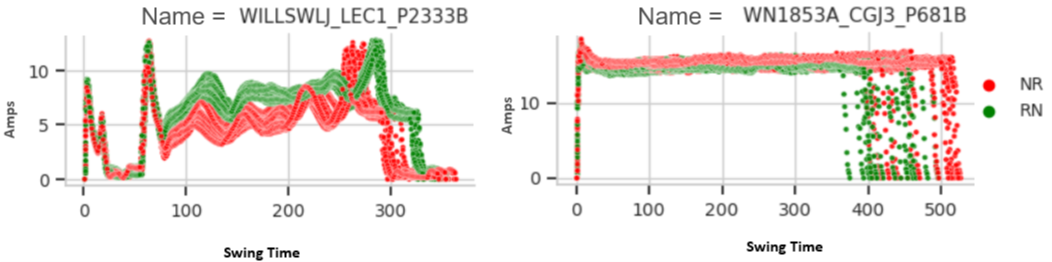 Name = WILLSWLJ_LEC1_P2333B
Name = WN1853A_CGJ3_P681B
10
5
0
Amps
0 100 200 300
Swing Time
10
0
Amps
0 100 200 300 400 500
Swing Time
NR
RN